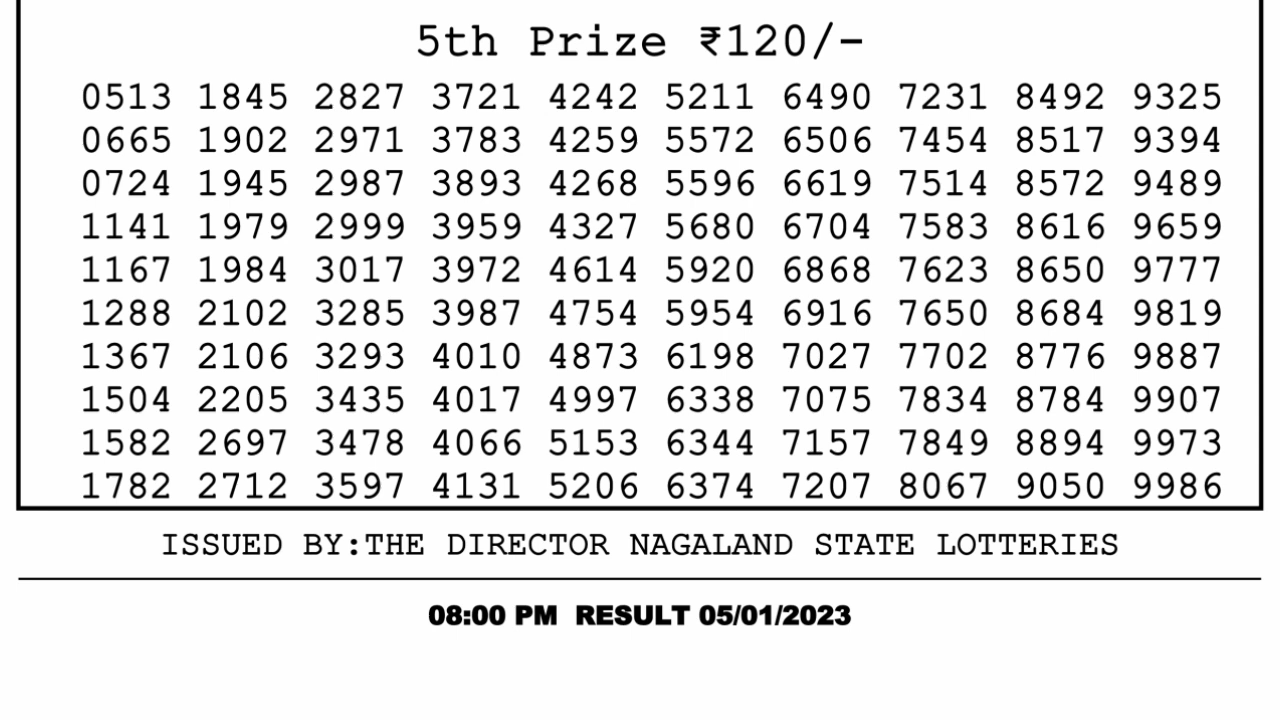 5th Prize ₹120/-
0513 1845 2827 3721 4242 5211 6490 7231 8492 9325
0665 1902 2971 3783 4259 5572 6506 7454 8517 9394
0724 1945 2987 3893 4268 5596 6619 7514 8572 9489
1141 1979 2999 3959 4327 5680 6704 7583 8616 9659
1167 1984 3017 3972 4614 5920 6868 7623 8650 9777
1288 2102 3285 3987 4754 5954 6916 7650 8684 9819
1367 2106 3293 4010 4873 6198 7027 7702 8776 9887
1504 2205 3435 4017 4997 6338 7075 7834 8784 9907
1582 2697 3478 4066 5153 6344 7157 7849 8894 9973
1782 2712 3597 4131 5206 6374 7207 8067 9050 9986
ISSUED BY:THE DIRECTOR NAGALAND STATE LOTTERIES
08:00 PM RESULT 05/01/2023